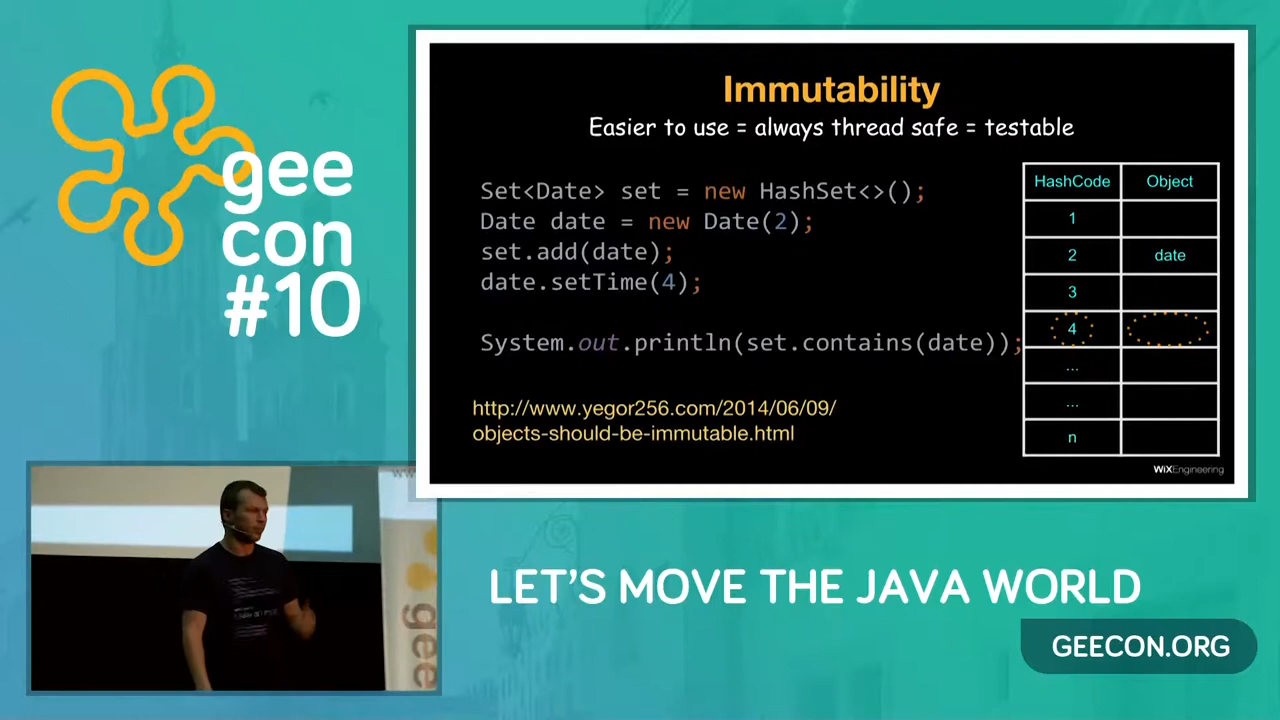 gee
con
#10
Immutability
Easier to use = always thread safe = testable
Set<Date> set = new HashSet<>();
Date date = new Date(2);
set.add(date);
date.setTime(4);
System.out.println(set.contains(date));
http://www.yegor256.com/2014/06/09/
objects-should-be-immutable.html
HashCode Object
1
2 date
3
4
...
...
n
WiXEngineering
gee
LET'S MOVE THE JAVA WORLD
GEECON.ORG